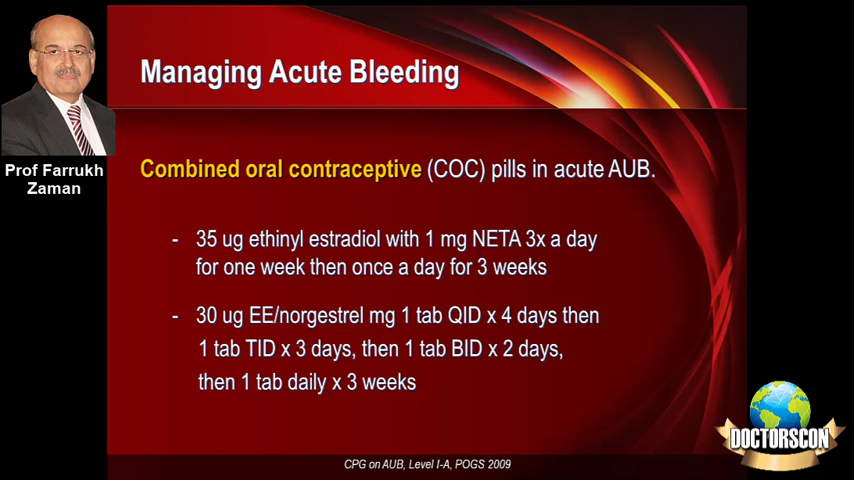 Managing Acute Bleeding
Prof Farrukh
Zaman
Combined oral contraceptive (COC) pills in acute AUB.
- 35 ug ethinyl estradiol with 1 mg NETA 3x a day
for one week then once a day for 3 weeks
- 30 ug EE/norgestrel mg 1 tab QID x 4 days then
1 tab TID x 3 days, then 1 tab BID x 2 days,
then 1 tab daily x 3 weeks
DOCTORSCON
CPG on AUB, Level I-A, POGS 2009